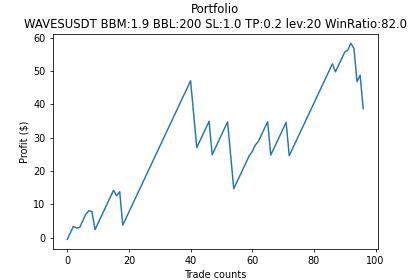 Portfolio
WAVESUSDT BBM:1.9 BBL:200 SL:1.0 TP:0.2 lev:20 WinRatio:82.0
60
50
40
30
20
10
0
Profit ($)
0 20 40 60 80 100
Trade counts